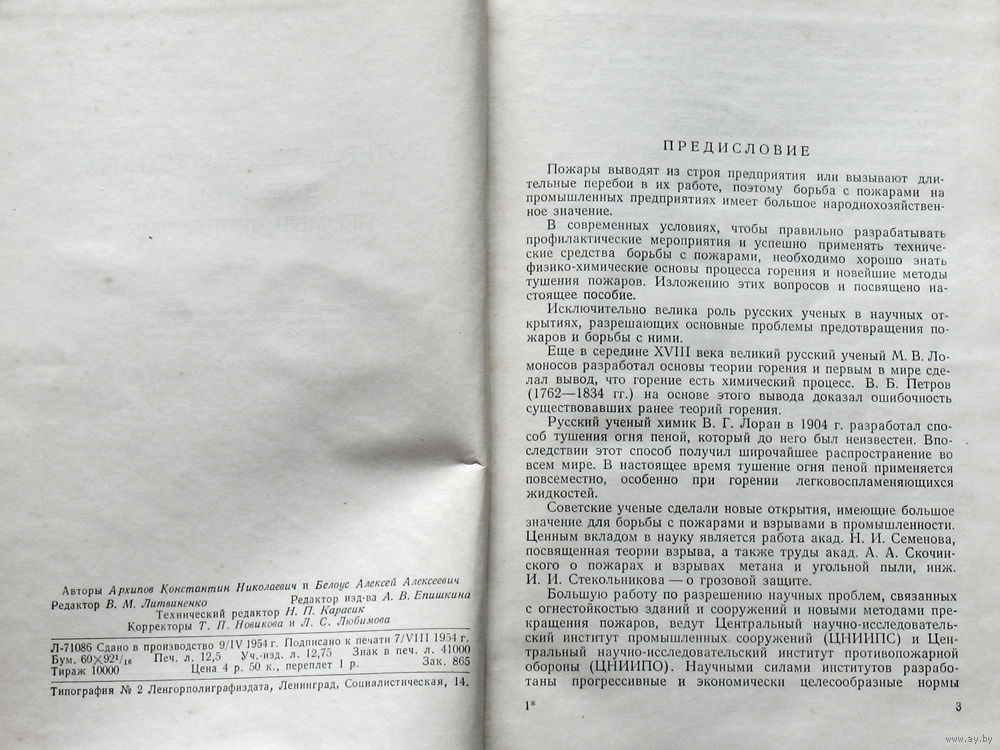 Авторы Архипов Константин Николаевич и Белоус Алексей Алексеевич
Редактор В. М. Литвиненко Редактор изд-ва А. В. Епишкина
Технический редактор Н. П. Карасик
Корректоры Т. П. Новикова и Л. С. Любимова
Л-71086 Сдано в производство 9/IV 1954 г. Подписано к печати 7/VIII 1954 г.
Бум. 60×92¹/₁₆ Печ. л. 12,5 Уч.-изд. л. 12,75 Знак в печ. л. 41000
Тираж 10000 Цена 4 р. 50 к., переплет 1 р. Зак. 865
Типография № 2 Ленгорполиграфиздата, Ленинград, Социалистическая, 14.
ПРЕДИСЛОВИЕ
Пожары выводят из строя предприятия или вызывают дли-
тельные перебои в их работе, поэтому борьба с пожарами на
промышленных предприятиях имеет большое народнохозяйствен-
ное значение.
В современных условиях, чтобы правильно разрабатывать
профилактические мероприятия и успешно применять техниче-
ские средства борьбы с пожарами, необходимо хорошо знать
физико-химические основы процесса горения и новейшие методы
тушения пожаров. Изложению этих вопросов и посвящено на-
стоящее пособие.
Исключительно велика роль русских ученых в научных от-
крытиях, разрешающих основные проблемы предотвращения по-
жаров и борьбы с ними.
Еще в середине XVIII века великий русский ученый М. В. Ло-
моносов разработал основы теории горения и первым в мире сде-
лал вывод, что горение есть химический процесс. В. Б. Петров
(1762—1834 гг.) на основе этого вывода доказал ошибочность
существовавших ранее теорий горения.
Русский ученый химик В. Г. Лоран в 1904 г. разработал спо-
соб тушения огня пеной, который до него был неизвестен. Впо-
следствии этот способ получил широчайшее распространение во
всем мире. В настоящее время тушение огня пеной применяется
повсеместно, особенно при горении легковоспламеняющихся
жидкостей.
Советские ученые сделали новые открытия, имеющие большое
значение для борьбы с пожарами и взрывами в промышленности.
Ценным вкладом в науку является работа акад. Н. И. Семенова,
посвященная теории взрыва, а также труды акад. А. А. Скочин-
ского о пожарах и взрывах метана и угольной пыли, инж.
И. И. Стекольникова — о грозовой защите.
Большую работу по разрешению научных проблем, связанных
с огнестойкостью зданий и сооружений и новыми методами пре-
кращения пожаров, ведут Центральный научно-исследователь-
ский институт промышленных сооружений (ЦНИИПС) и Цен-
тральный научно-исследовательский институт противопожарной
обороны (ЦНИИПО). Научными силами институтов разрабо-
таны прогрессивные и экономически целесообразные нормы
1*
3
www.ay.by